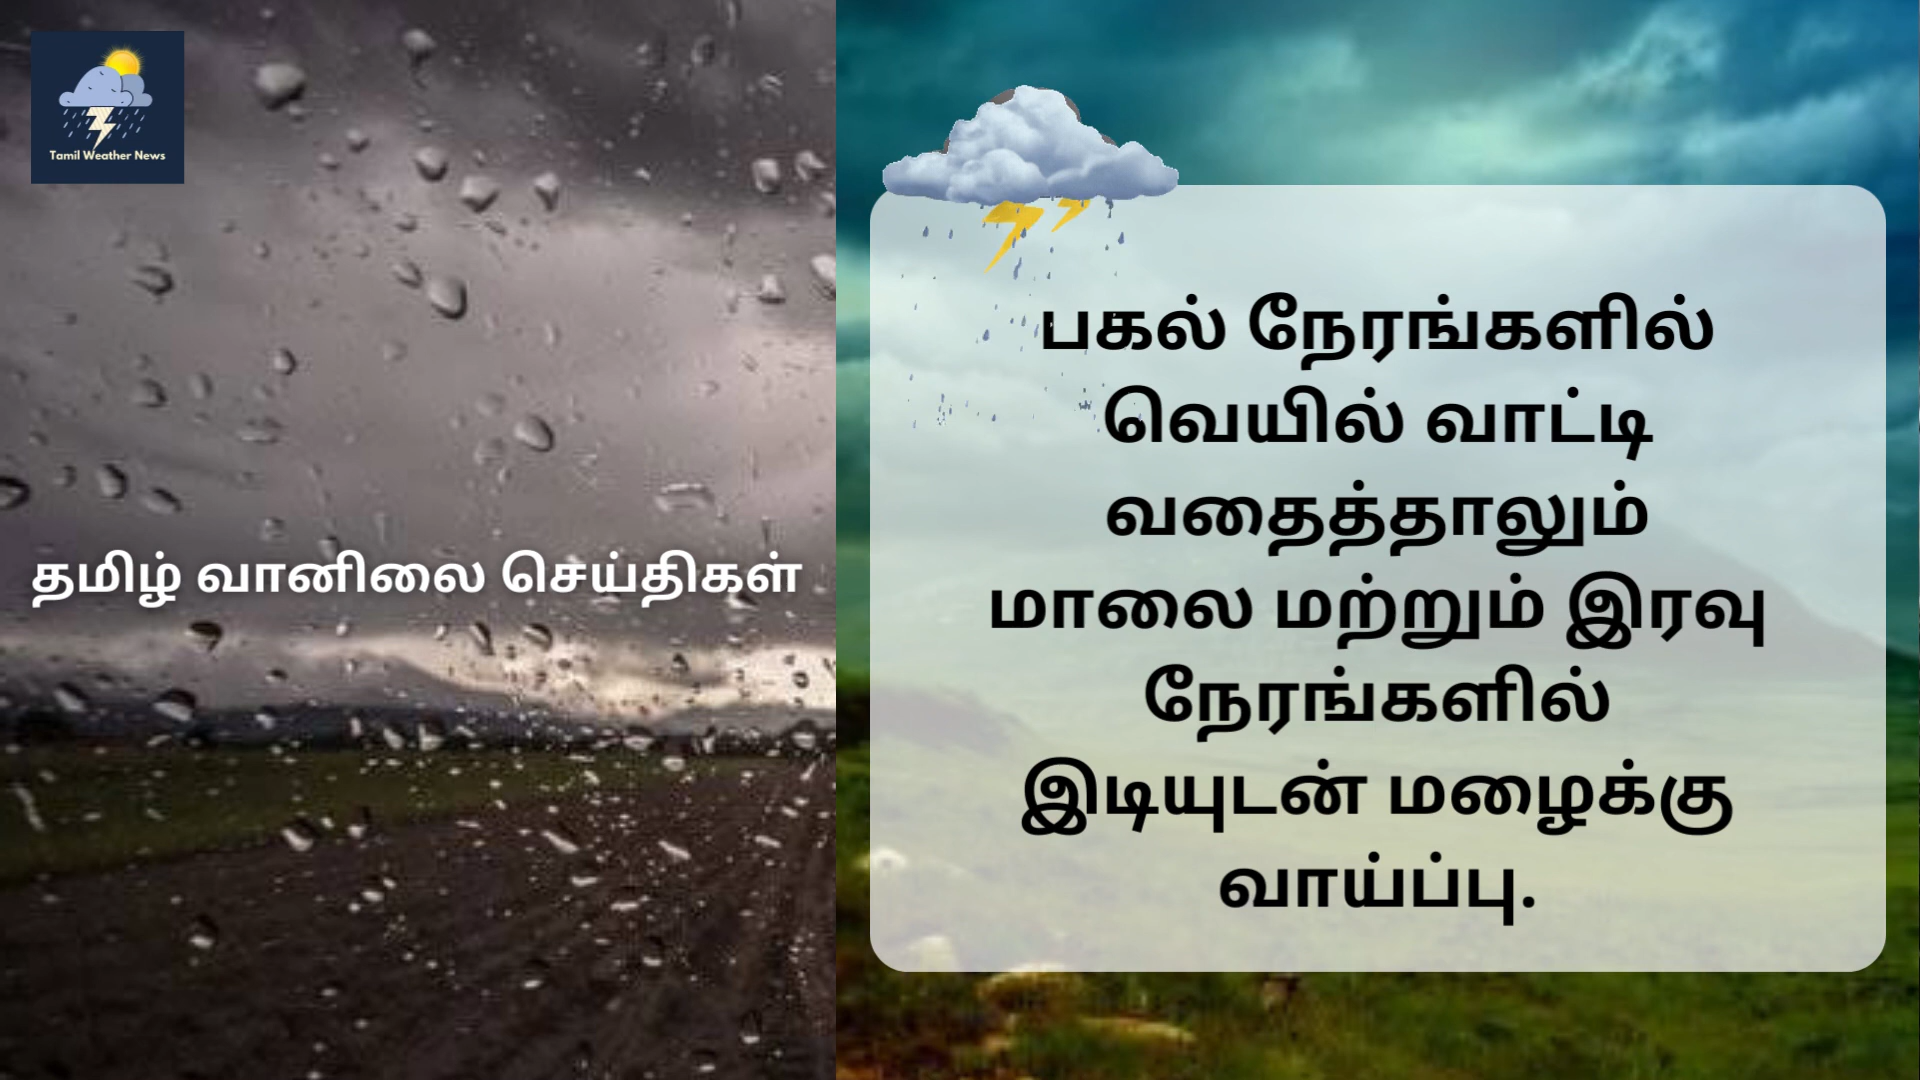 Tamil Weather News
தமிழ் வானிலை செய்திகள்
பகல் நேரங்களில்
வெயில் வாட்டி
வதைத்தாலும்
மாலை மற்றும் இரவு
நேரங்களில்
இடியுடன் மழைக்கு
வாய்ப்பு.